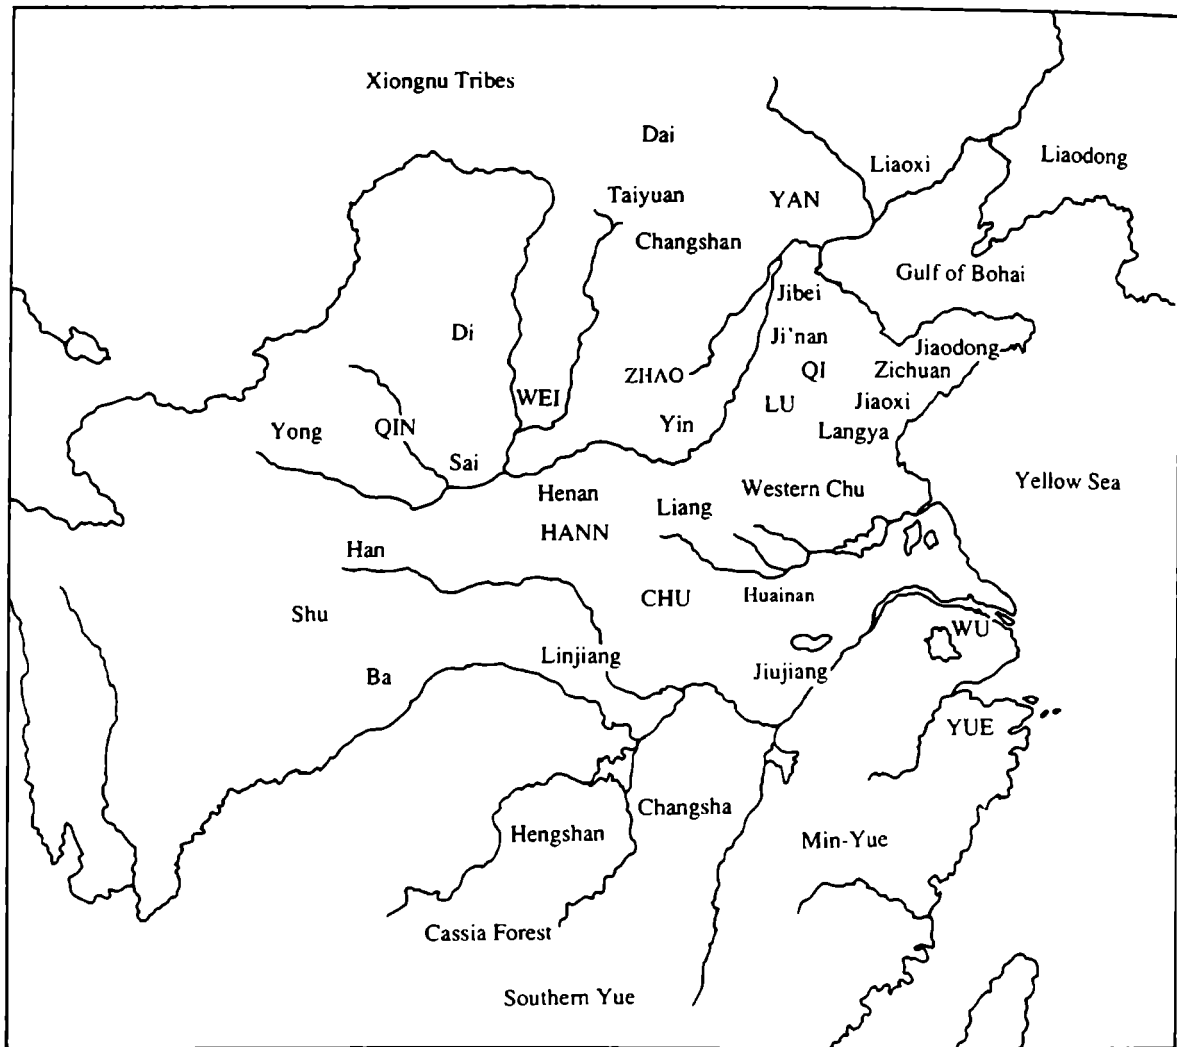 Xiongnu Tribes
Dai
Liaoxi
Liaodong
Taiyuan
YAN
Changshan
Gulf of Bohai
Jibei
Di
Ji'nan
Jiaodong
ZHAO
QI
Zichuan
WEI
LU
Jiaoxi
Yong
QIN
Yin
Langya
Sai
Henan
Western Chu
Yellow Sea
Liang
HANN
Han
Shu
CHU
Huainan
WU
Linjiang
Ba
Jiujiang
YUE
Changsha
Hengshan
Min-Yue
Cassia Forest
Southern Yue